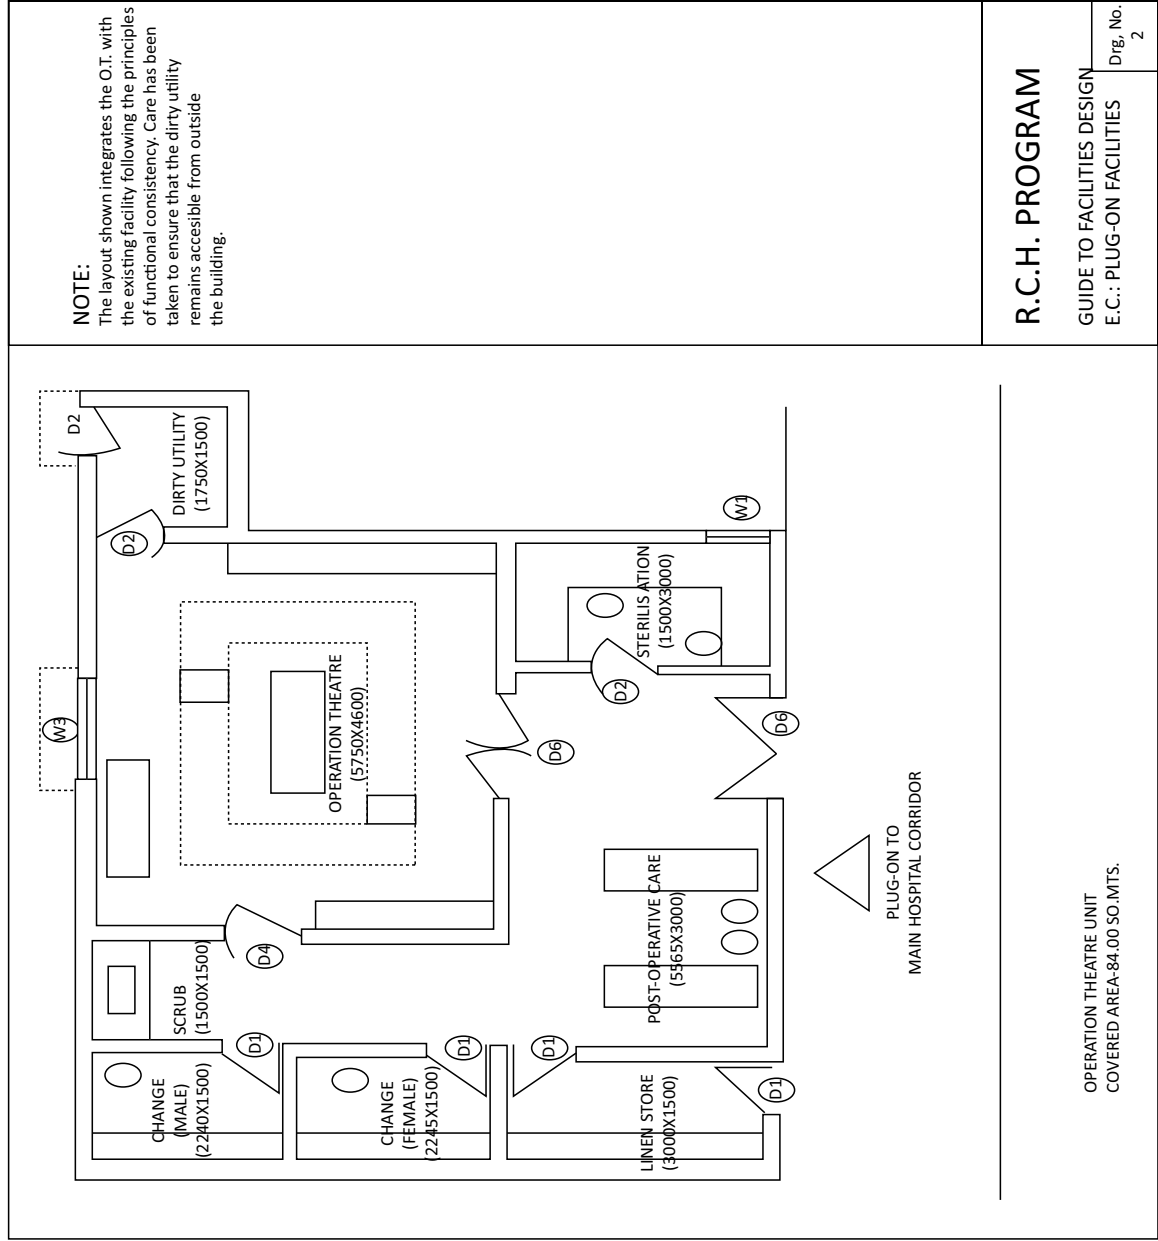 NOTE:
The layout shown integrates the O.T. with
the existing facility following the principles
of functional consistency. Care has been
taken to ensure that the dirty utility
remains accesible from outside
the building.
R.C.H. PROGRAM
GUIDE TO FACILITIES DESIGN
E.C.: PLUG-ON FACILITIES
Drg, No.
2
D2
DIRTY UTILITY
(1750X1500)
D2
W3
OPERATION THEATRE
(5750X4600)
W1
STERILIS ATION
(1500X3000)
D2
D6
D6
SCRUB
(1500X1500)
D4
CHANGE
(MALE)
(2240X1500)
D1
CHANGE
(FEMALE)
(2245X1500)
D1
D1
LINEN STORE
(3000X1500)
D1
POST-OPERATIVE CARE
(5565X3000)
PLUG-ON TO
MAIN HOSPITAL CORRIDOR
OPERATION THEATRE UNIT
COVERED AREA-84.00 SO.MTS.